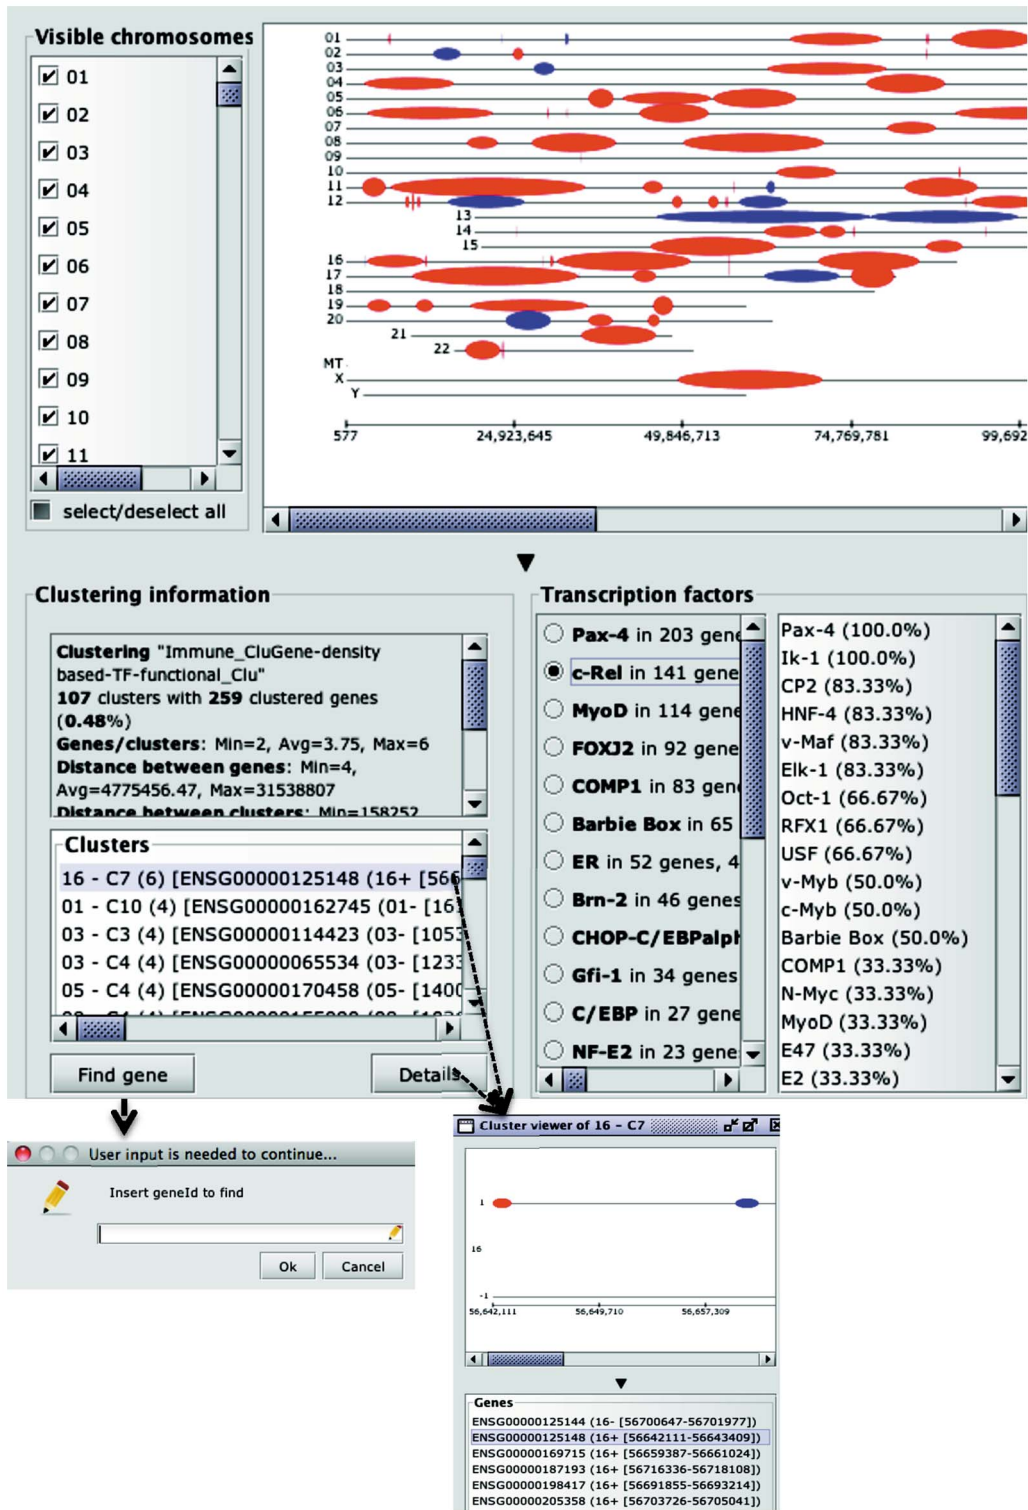 Visible chromosomes
01
02
03
04
05
06
07
08
09
10
11
select/deselect all
01
02
03
04
05
06
07
08
09
10
11
12
13
14
15
16
17
18
19
20
21
22
MT
X
Y
577 24,923,645 49,846,713 74,769,781 99,692
Clustering information
Clustering "Immune_CluGene-density
based-TF-functional_Clu"
107 clusters with 259 clustered genes
(0.48%)
Genes/clusters: Min=2, Avg=3.75, Max=6
Distance between genes: Min=4,
Avg=4775456.47, Max=31538807
Distance between clusters: Min=158252
Clusters
16 - C7 (6) [ENSG00000125148 (16+ [566
01 - C10 (4) [ENSG00000162745 (01- [161
03 - C3 (4) [ENSG00000114423 (03- [1053
03 - C4 (4) [ENSG00000065534 (03- [1233
05 - C4 (4) [ENSG00000170458 (05- [1400
Find gene
Details
Transcription factors
Pax-4 in 203 gene
c-Rel in 141 gene
MyoD in 114 gene
FOXJ2 in 92 gene
COMP1 in 83 gen
Barbie Box in 65
ER in 52 genes, 4
Brn-2 in 46 genes
CHOP-C/EBPalph
Gfi-1 in 34 genes
C/EBP in 27 gene
NF-E2 in 23 gene
Pax-4 (100.0%)
Ik-1 (100.0%)
CP2 (83.33%)
HNF-4 (83.33%)
v-Maf (83.33%)
Elk-1 (83.33%)
Oct-1 (66.67%)
RFX1 (66.67%)
USF (66.67%)
v-Myb (50.0%)
c-Myb (50.0%)
Barbie Box (50.0%)
COMP1 (33.33%)
N-Myc (33.33%)
MyoD (33.33%)
E47 (33.33%)
E2 (33.33%)
User input is needed to continue...
Insert geneId to find
Ok
Cancel
Cluster viewer of 16 - C7
1
16
-1
56,642,111 56,649,710 56,657,309
Genes
ENSG00000125144 (16- [56700647-56701977])
ENSG00000125148 (16+ [56642111-56643409])
ENSG00000169715 (16+ [56659387-56661024])
ENSG00000187193 (16+ [56716336-56718108])
ENSG00000198417 (16+ [56691855-56693214])
ENSG00000205358 (16+ [56703726-56705041])